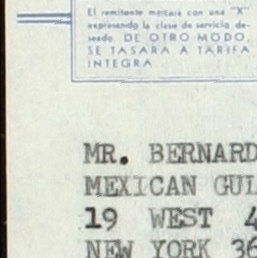 El remitente marcará con una "X"
expresando la clase de servicio de-
seado. DE OTRO MODO,
SE TASARA A TARIFA
INTEGRA
MR. BERNARD
MEXICAN GUL
19 WEST 4
NEW YORK 36